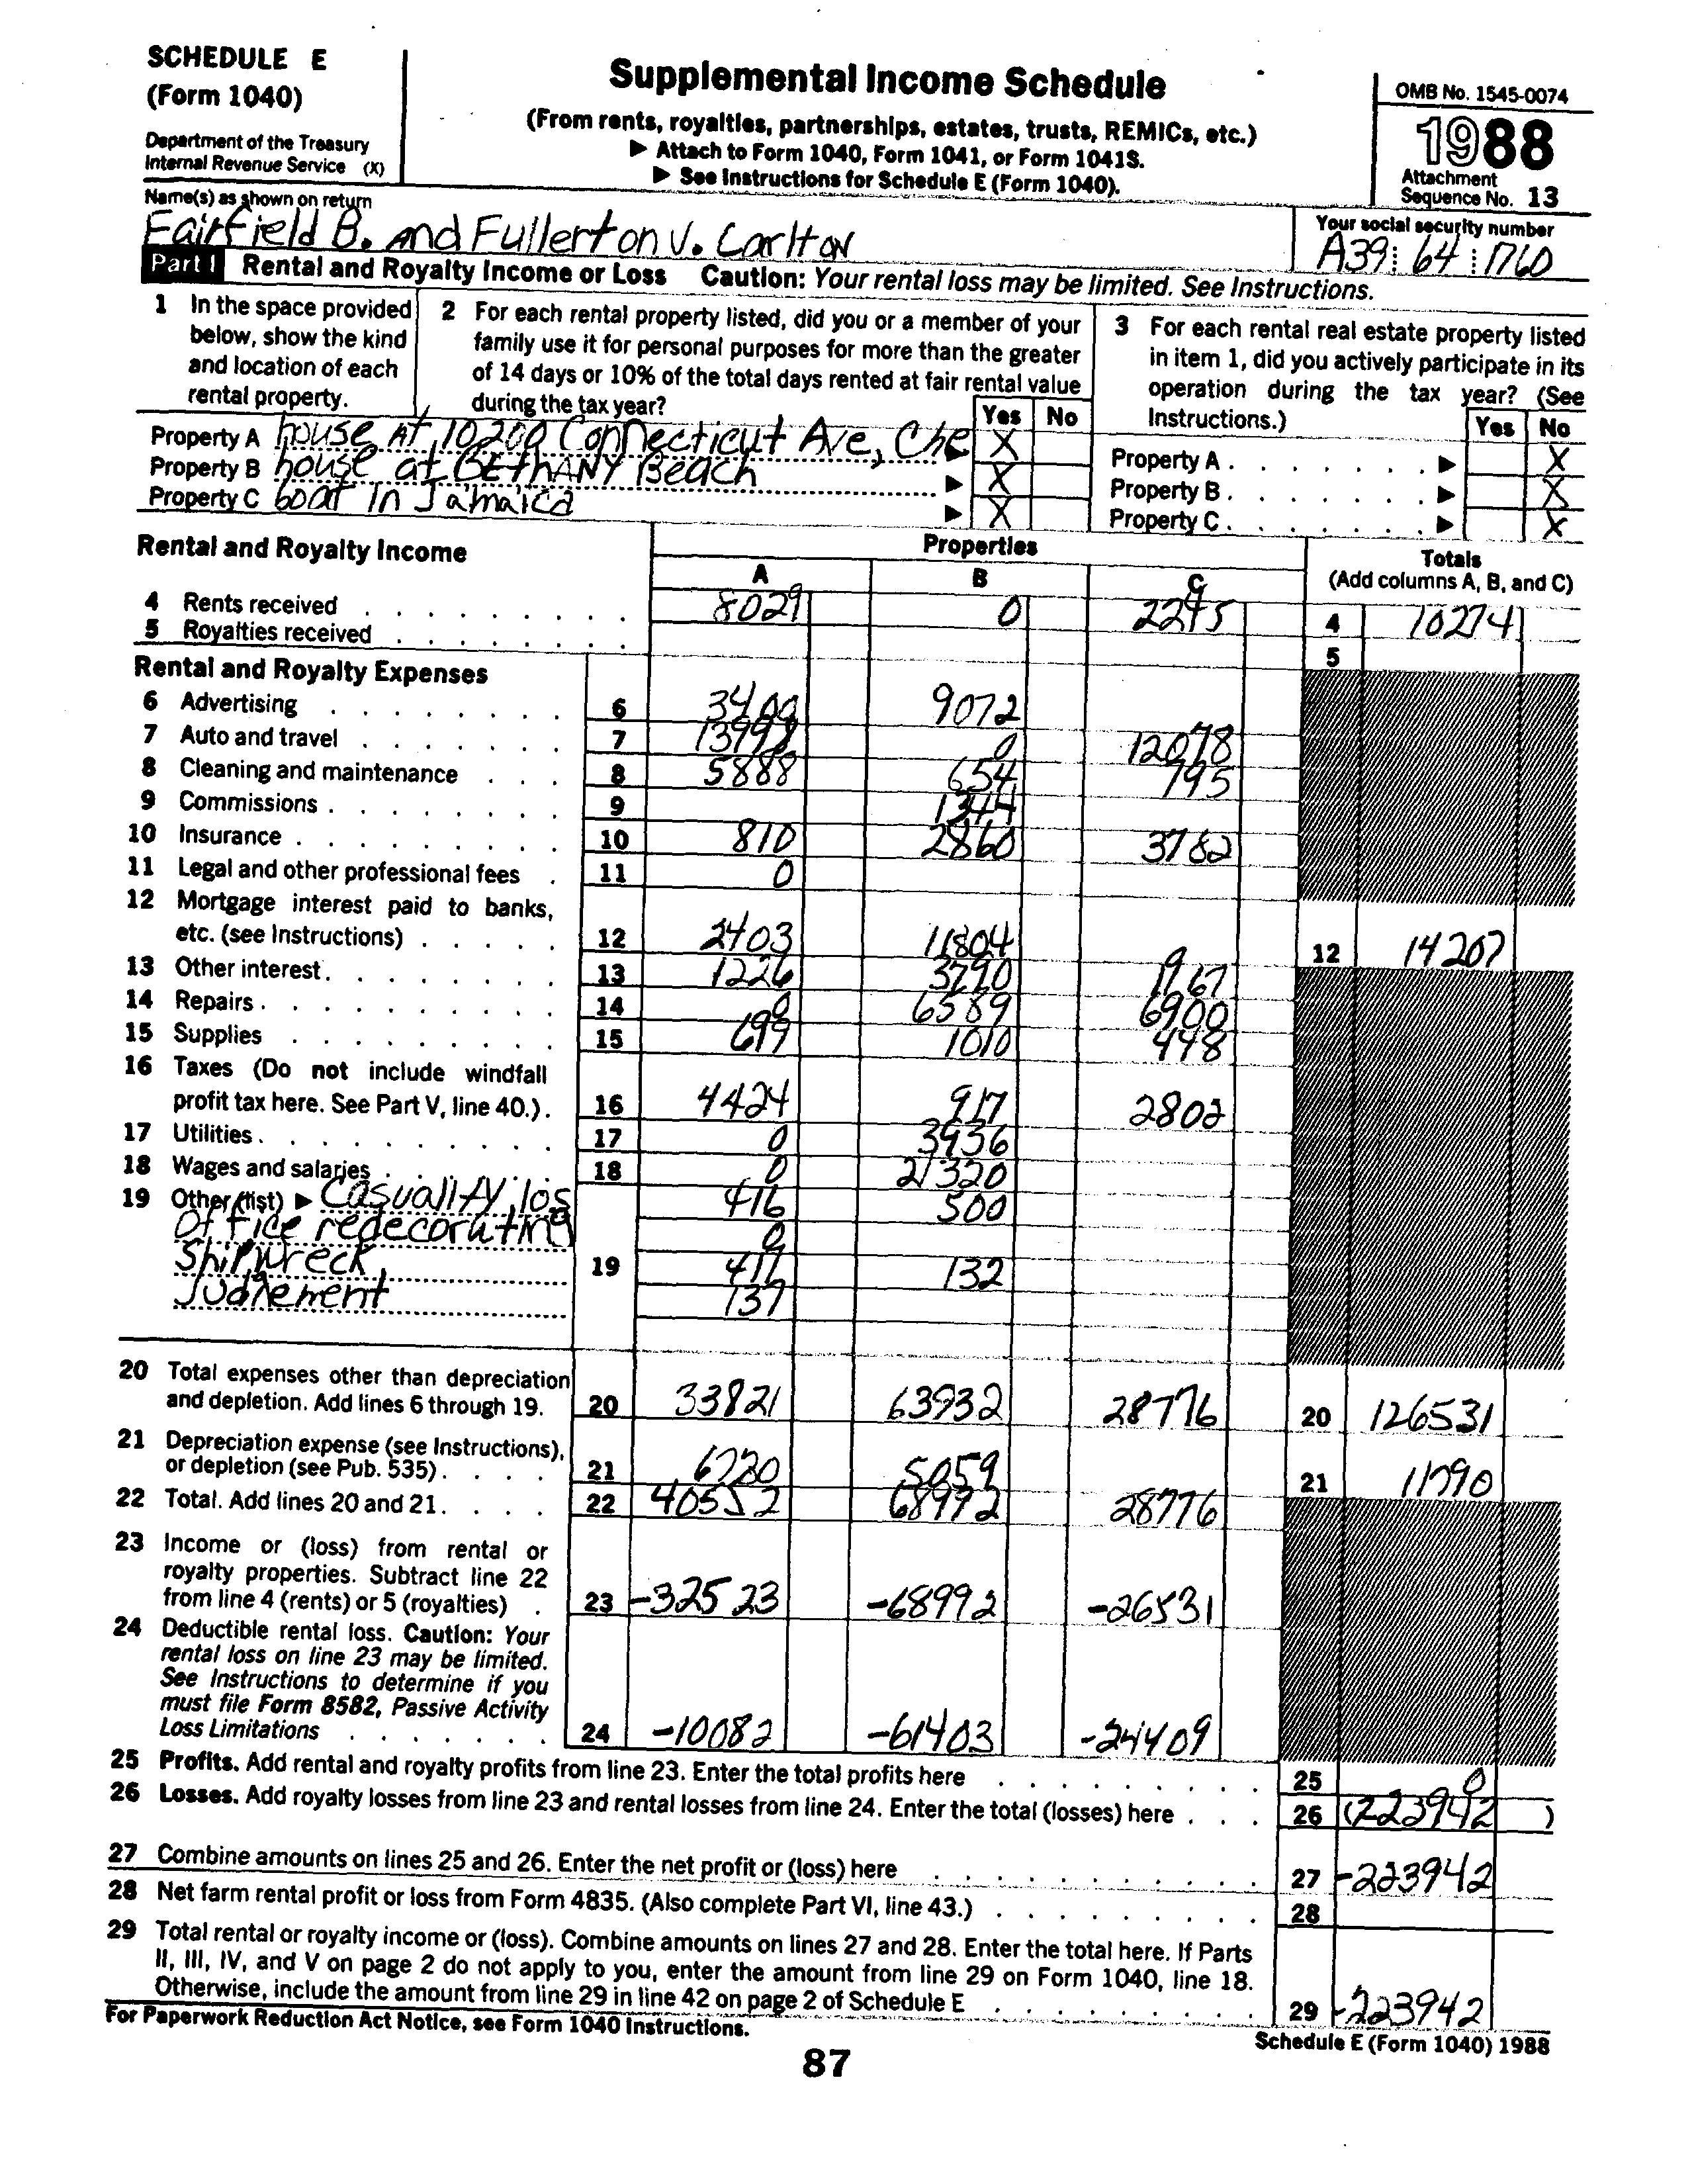 SCHEDULE E
(Form 1040)
Department of the Treasury
Internal Revenue Service (X)
Supplemental Income Schedule
(From rents, royalties, partnerships, estates, trusts, REMICs, etc.)
▶ Attach to Form 1040, Form 1041, or Form 1041S.
▶ See Instructions for Schedule E (Form 1040).
OMB No. 1545-0074
1988
Attachment
Sequence No. 13
Name(s) as shown on return
Fairfield B. and Fullerton V. Carlton
Your social security number
A39 64 1760
Part I Rental and Royalty Income or Loss Caution: Your rental loss may be limited. See Instructions.
1 In the space provided below, show the kind and location of each rental property.
2 For each rental property listed, did you or a member of your family use it for personal purposes for more than the greater of 14 days or 10% of the total days rented at fair rental value during the tax year?
Yes No
3 For each rental real estate property listed in item 1, did you actively participate in its operation during the tax year? (See Instructions.)
Yes No
Property A house At 10200 Connecticut Ave, Che ▶ X
Property A . . . . . . . ▶ X
Property B house at BEthANY Beach ▶ X
Property B . . . . . . . ▶ X
Property C boat in Jamaica ▶ X
Property C . . . . . . . ▶ X
Rental and Royalty Income
Properties
A B C
Totals
(Add columns A, B, and C)
4 Rents received 8029 0 2245 4 10274
5 Royalties received 5
Rental and Royalty Expenses
6 Advertising 6 3400 9072
7 Auto and travel 7 13998 0 12078
8 Cleaning and maintenance 8 5888 654 795
9 Commissions 9 1344
10 Insurance 10 810 2860 3782
11 Legal and other professional fees 11 0
12 Mortgage interest paid to banks,
etc. (see Instructions) 12 2403 11804 12 14207
13 Other interest 13 1226 3790 1967
14 Repairs 14 0 6589 6900
15 Supplies 15 699 1010 448
16 Taxes (Do not include windfall
profit tax here. See Part V, line 40.) 16 4424 917 2802
17 Utilities 17 0 3936
18 Wages and salaries 18 0 21320
19 Other (list) ▶ Casuallty los 416 500
Office redecorating 0
Shipwreck 19 411 132
Judgement 137
20 Total expenses other than depreciation
and depletion. Add lines 6 through 19. 20 33821 63932 28776 20 126531
21 Depreciation expense (see Instructions),
or depletion (see Pub. 535) 21 6720 5059 21 11790
22 Total. Add lines 20 and 21. 22 40552 68992 28776
23 Income or (loss) from rental or
royalty properties. Subtract line 22
from line 4 (rents) or 5 (royalties) 23 -32523 -68992 -26531
24 Deductible rental loss. Caution: Your
rental loss on line 23 may be limited.
See Instructions to determine if you
must file Form 8582, Passive Activity
Loss Limitations 24 -10082 -61403 -24409
25 Profits. Add rental and royalty profits from line 23. Enter the total profits here 25 0
26 Losses. Add royalty losses from line 23 and rental losses from line 24. Enter the total (losses) here 26 (223942 )
27 Combine amounts on lines 25 and 26. Enter the net profit or (loss) here 27 -223942
28 Net farm rental profit or loss from Form 4835. (Also complete Part VI, line 43.) 28
29 Total rental or royalty income or (loss). Combine amounts on lines 27 and 28. Enter the total here. If Parts
II, III, IV, and V on page 2 do not apply to you, enter the amount from line 29 on Form 1040, line 18.
Otherwise, include the amount from line 29 in line 42 on page 2 of Schedule E 29 -223942
For Paperwork Reduction Act Notice, see Form 1040 Instructions.
Schedule E (Form 1040) 1988
87